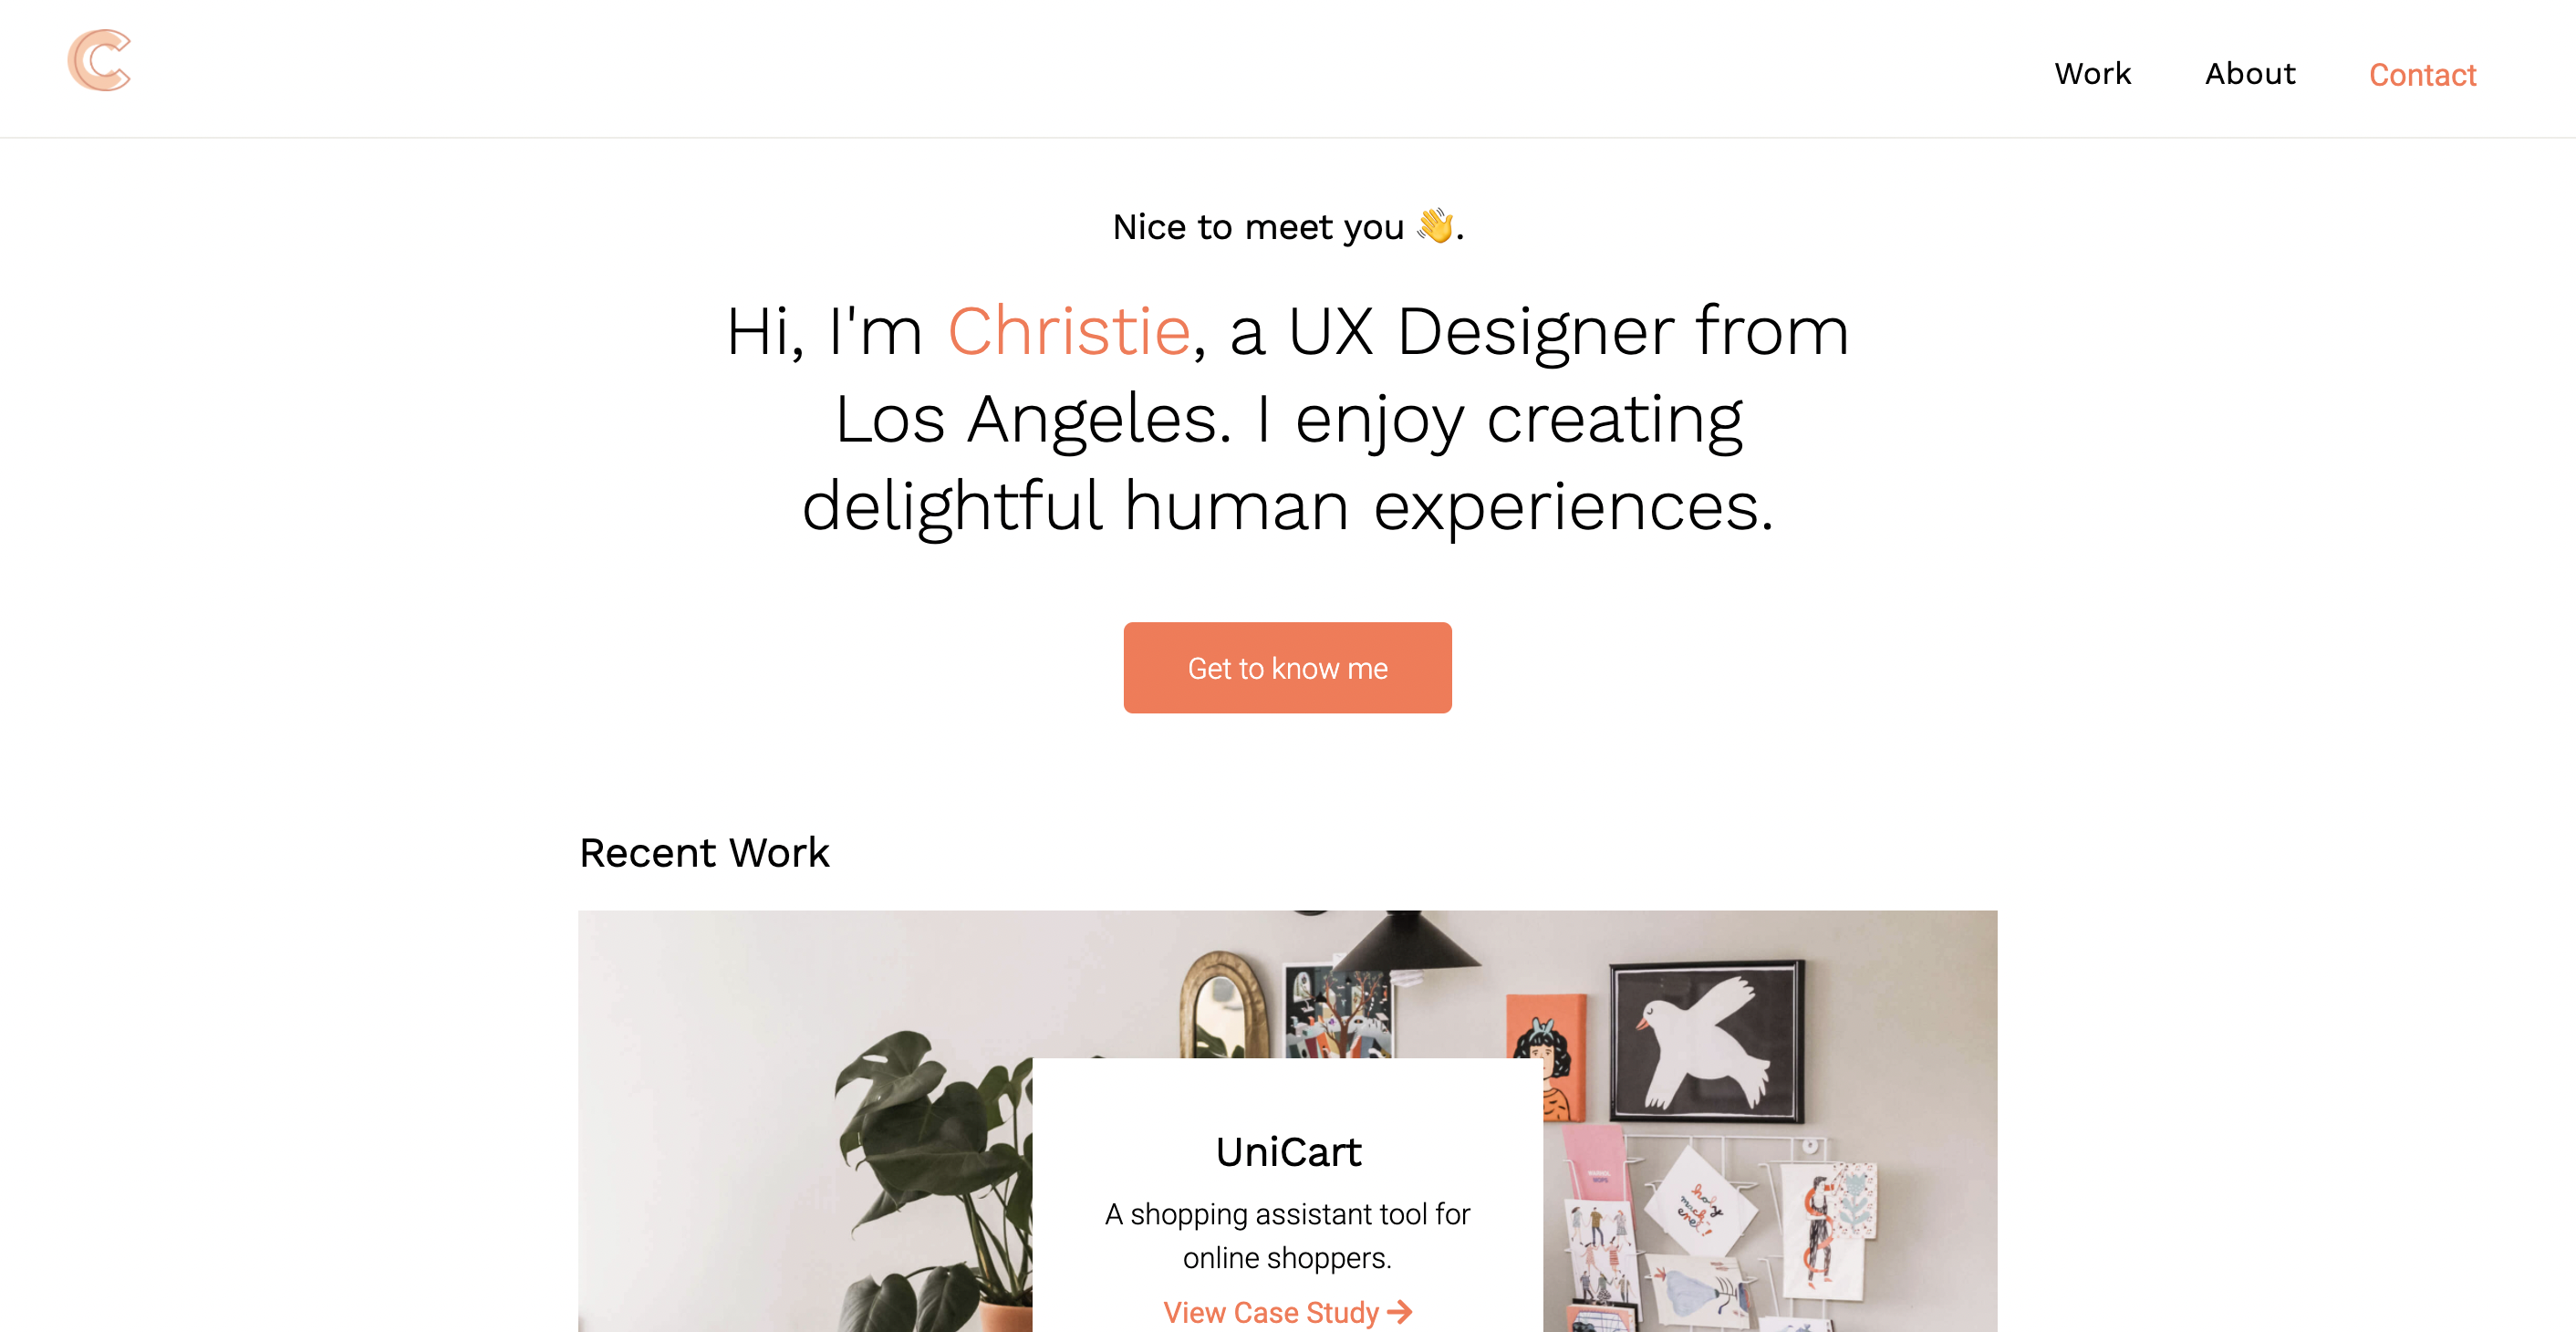 C
Work About Contact
Nice to meet you 👋.
Hi, I'm Christie, a UX Designer from
Los Angeles. I enjoy creating
delightful human experiences.
Get to know me
Recent Work
UniCart
A shopping assistant tool for
online shoppers.
View Case Study →